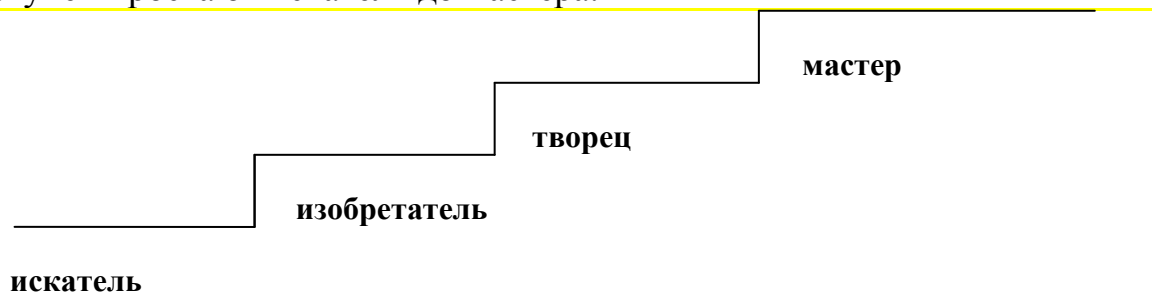 мастер
творец
изобретатель
искатель